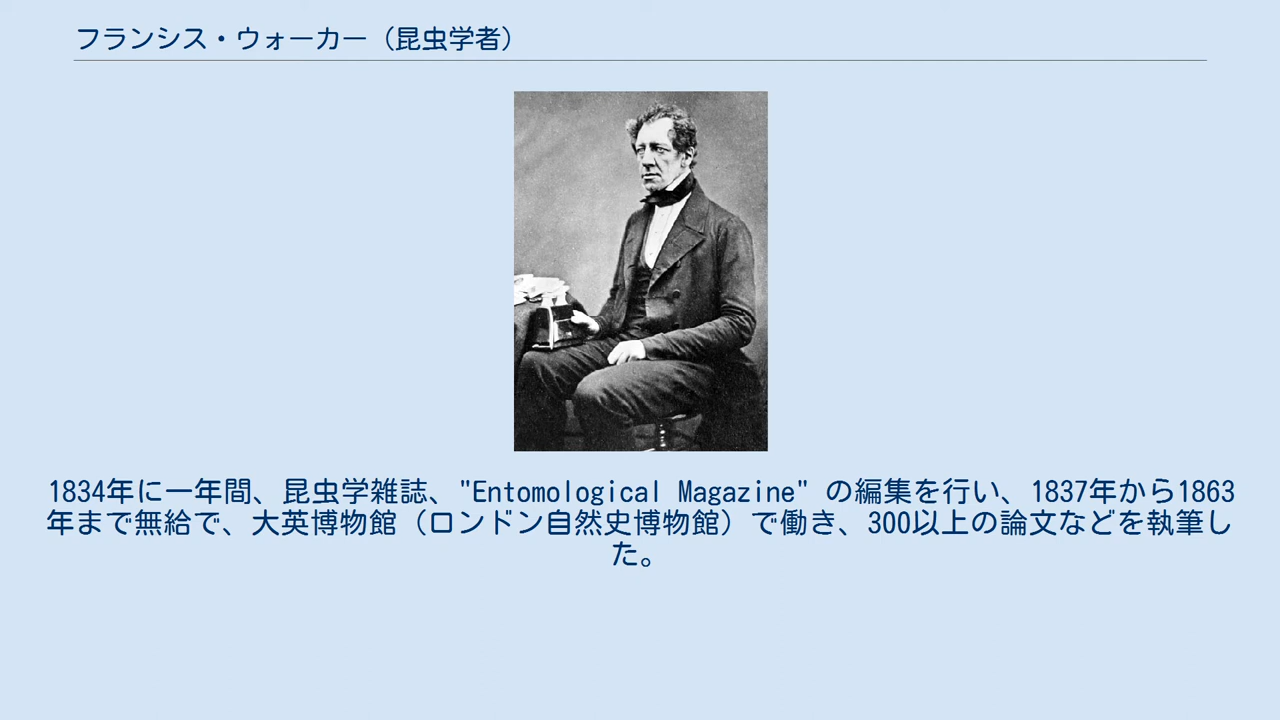 フランシス・ウォーカー（昆虫学者）
1834年に一年間、昆虫学雑誌、"Entomological Magazine" の編集を行い、1837年から1863
年まで無給で、大英博物館（ロンドン自然史博物館）で働き、300以上の論文などを執筆し
た。